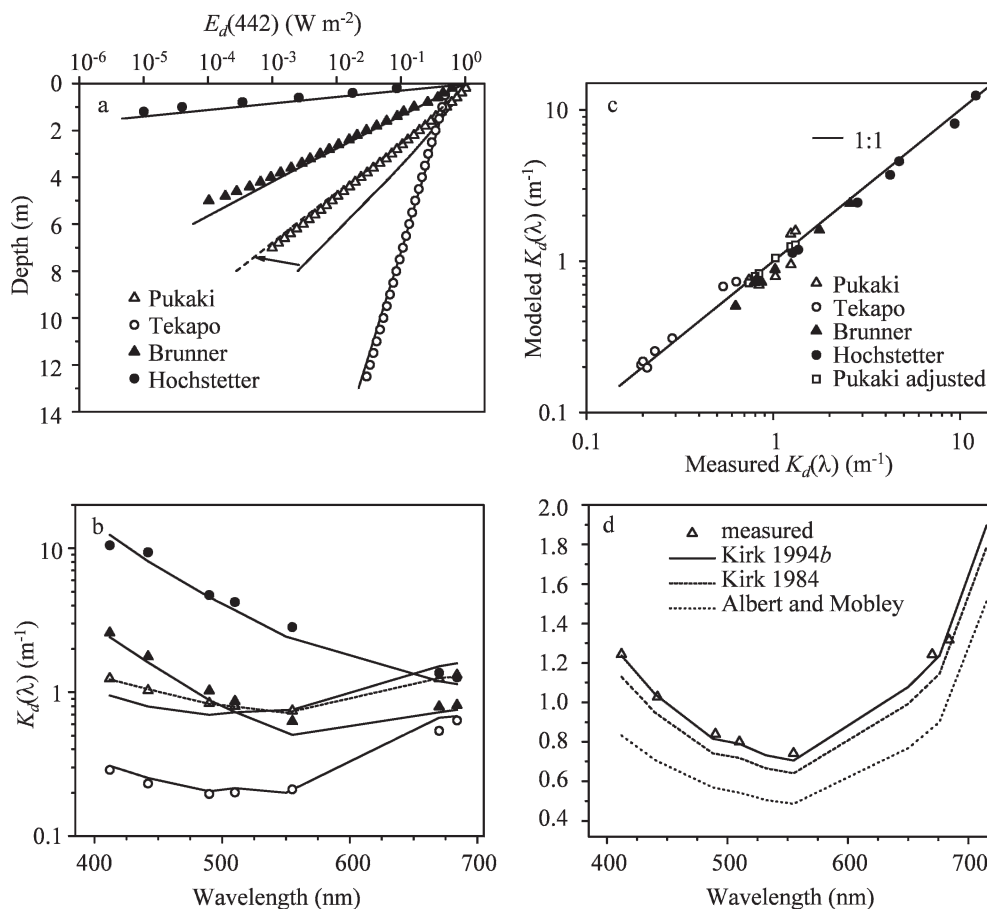 E_d(442) (W m^-2)
10^-6 10^-5 10^-4 10^-3 10^-2 10^-1 10^0
a
0
2
4
6
8
10
12
14
Depth (m)
Pukaki
Tekapo
Brunner
Hochstetter
c
1:1
10
1
0.1
Modeled K_d(λ) (m^-1)
Pukaki
Tekapo
Brunner
Hochstetter
Pukaki adjusted
0.1 1 10
Measured K_d(λ) (m^-1)
b
10
1
0.1
K_d(λ) (m^-1)
400 500 600 700
Wavelength (nm)
d
measured
Kirk 1994b
Kirk 1984
Albert and Mobley
2.0
1.8
1.6
1.4
1.2
1.0
0.8
0.6
0.4
400 500 600 700
Wavelength (nm)